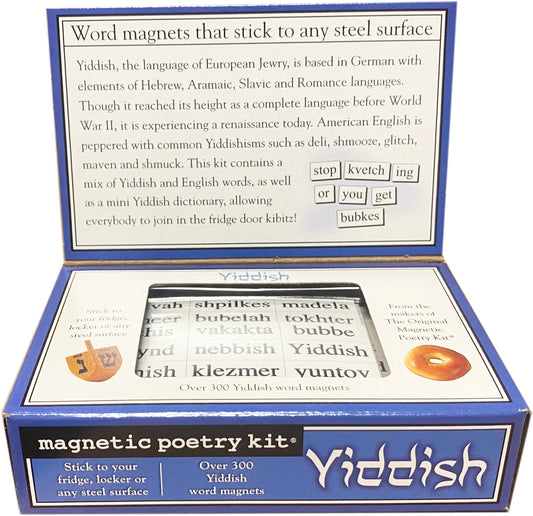 Word magnets that stick to any steel surface
Yiddish, the language of European Jewry, is based in German with
elements of Hebrew, Aramaic, Slavic and Romance languages.
Though it reached its height as a complete language before World
War II, it is experiencing a renaissance today. American English is
peppered with common Yiddishisms such as deli, shmooze, glitch,
maven and shmuck. This kit contains a
mix of Yiddish and English words, as well
as a mini Yiddish dictionary, allowing
everybody to join in the fridge door kibitz!
stop kvetch ing
or you get
bubkes
Yiddish
Stick to
your fridge,
locker or any
steel surface
vah shpilkes madela
eer bubelah tokhter
his vakakta bubbe
ynd nebbish Yiddish
ish klezmer yuntov
From the
makers of
The Original
Magnetic
Poetry Kit®
נ ש
Over 300 Yiddish word magnets
magnetic poetry kit®
Stick to your
fridge, locker or
any steel surface
Over 300
Yiddish
word magnets
Yiddish